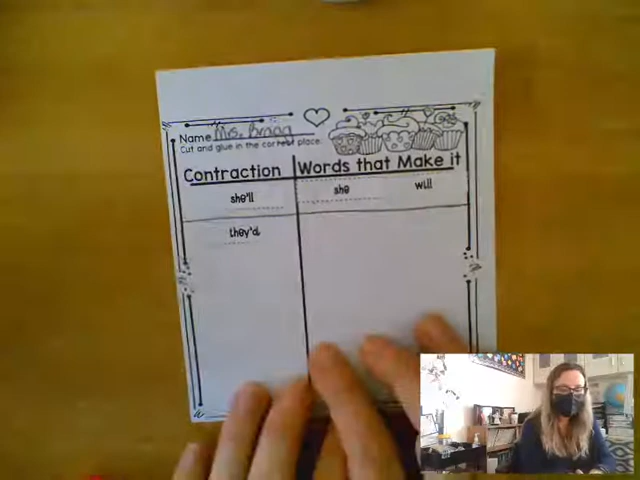 Name Mrs. Bragg
Cut and glue in the correct place.
Contraction Words that Make it
she'll she will
they'd